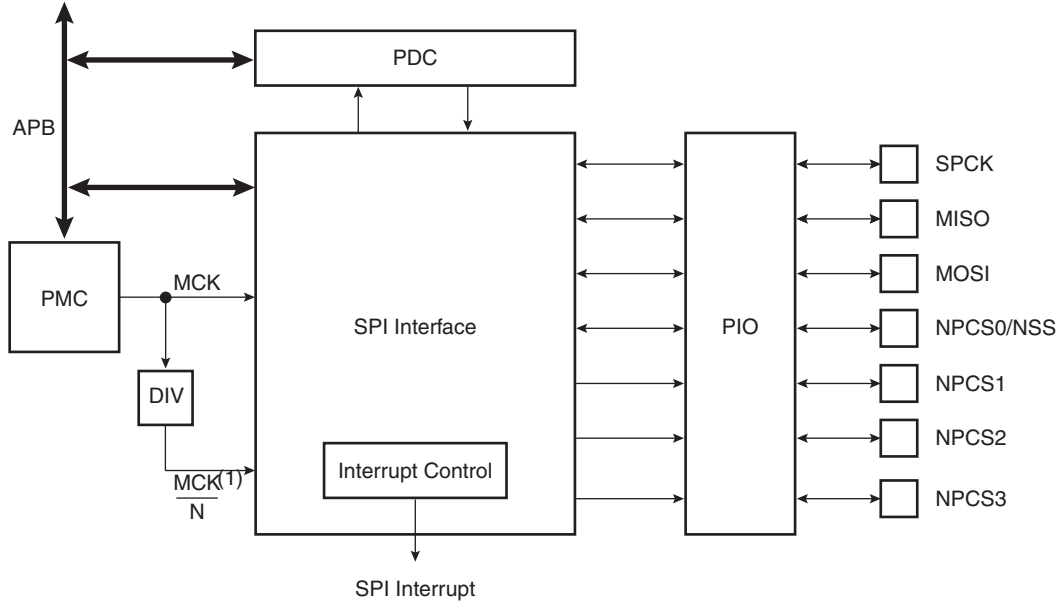 PDC
APB
SPCK
MISO
MOSI
NPCS0/NSS
NPCS1
NPCS2
NPCS3
PMC
MCK
SPI Interface
PIO
DIV
MCK(1)
N
Interrupt Control
SPI Interrupt